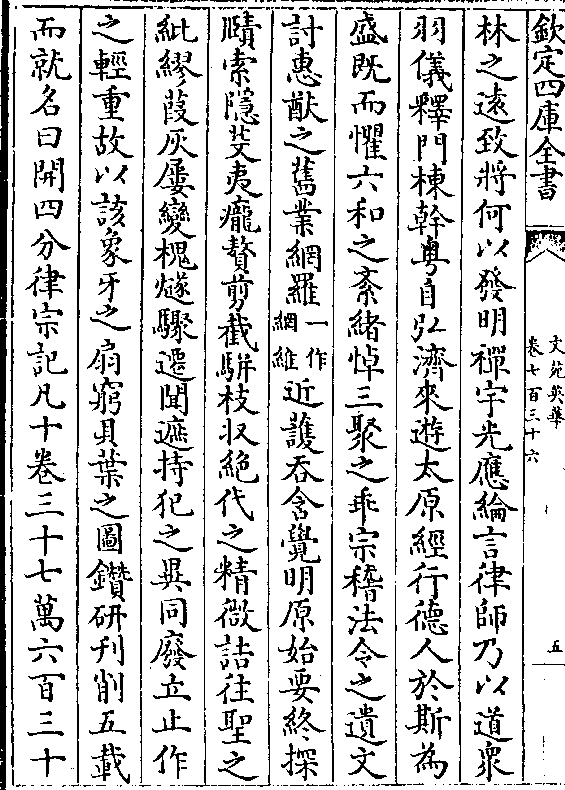 欽定四庫全書
文苑英華
卷七百三十六
五
林之遠致將何以發明禪宇光應綸言律師乃以道衆
羽儀釋門棟幹粤自弘濟來遊太原經行德人於斯為
盛既而懼六和之紊緒悼三聚之乖宗稽法令之遺文
討惠猷之舊業網羅一作網維近䕶吞含覺明原始要終探
賾索隱芟夷癰贅剪截駢枝収絶代之精微詰往聖之
紕繆葭灰屢變槐燧驟遷聞遮持犯之異同廢立止作
之輕重故以該象牙之扇窮貝葉之圖鑽研刋削五載
而就名曰開四分律宗記凡十卷三十七萬六百三十